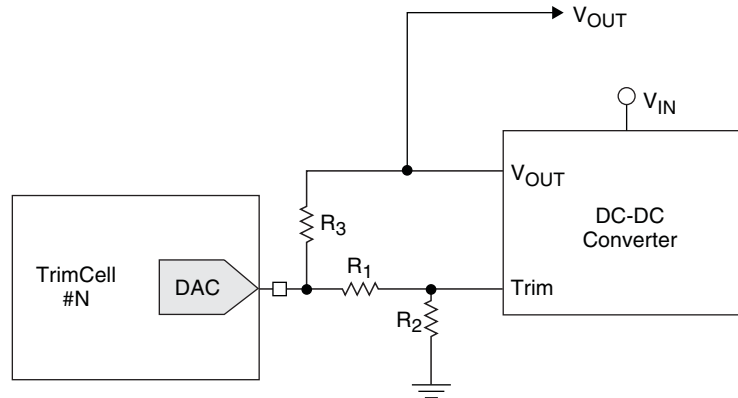 VOUT
VIN
VOUT
DC-DC
Converter
R3
TrimCell
#N
DAC
R1
Trim
R2